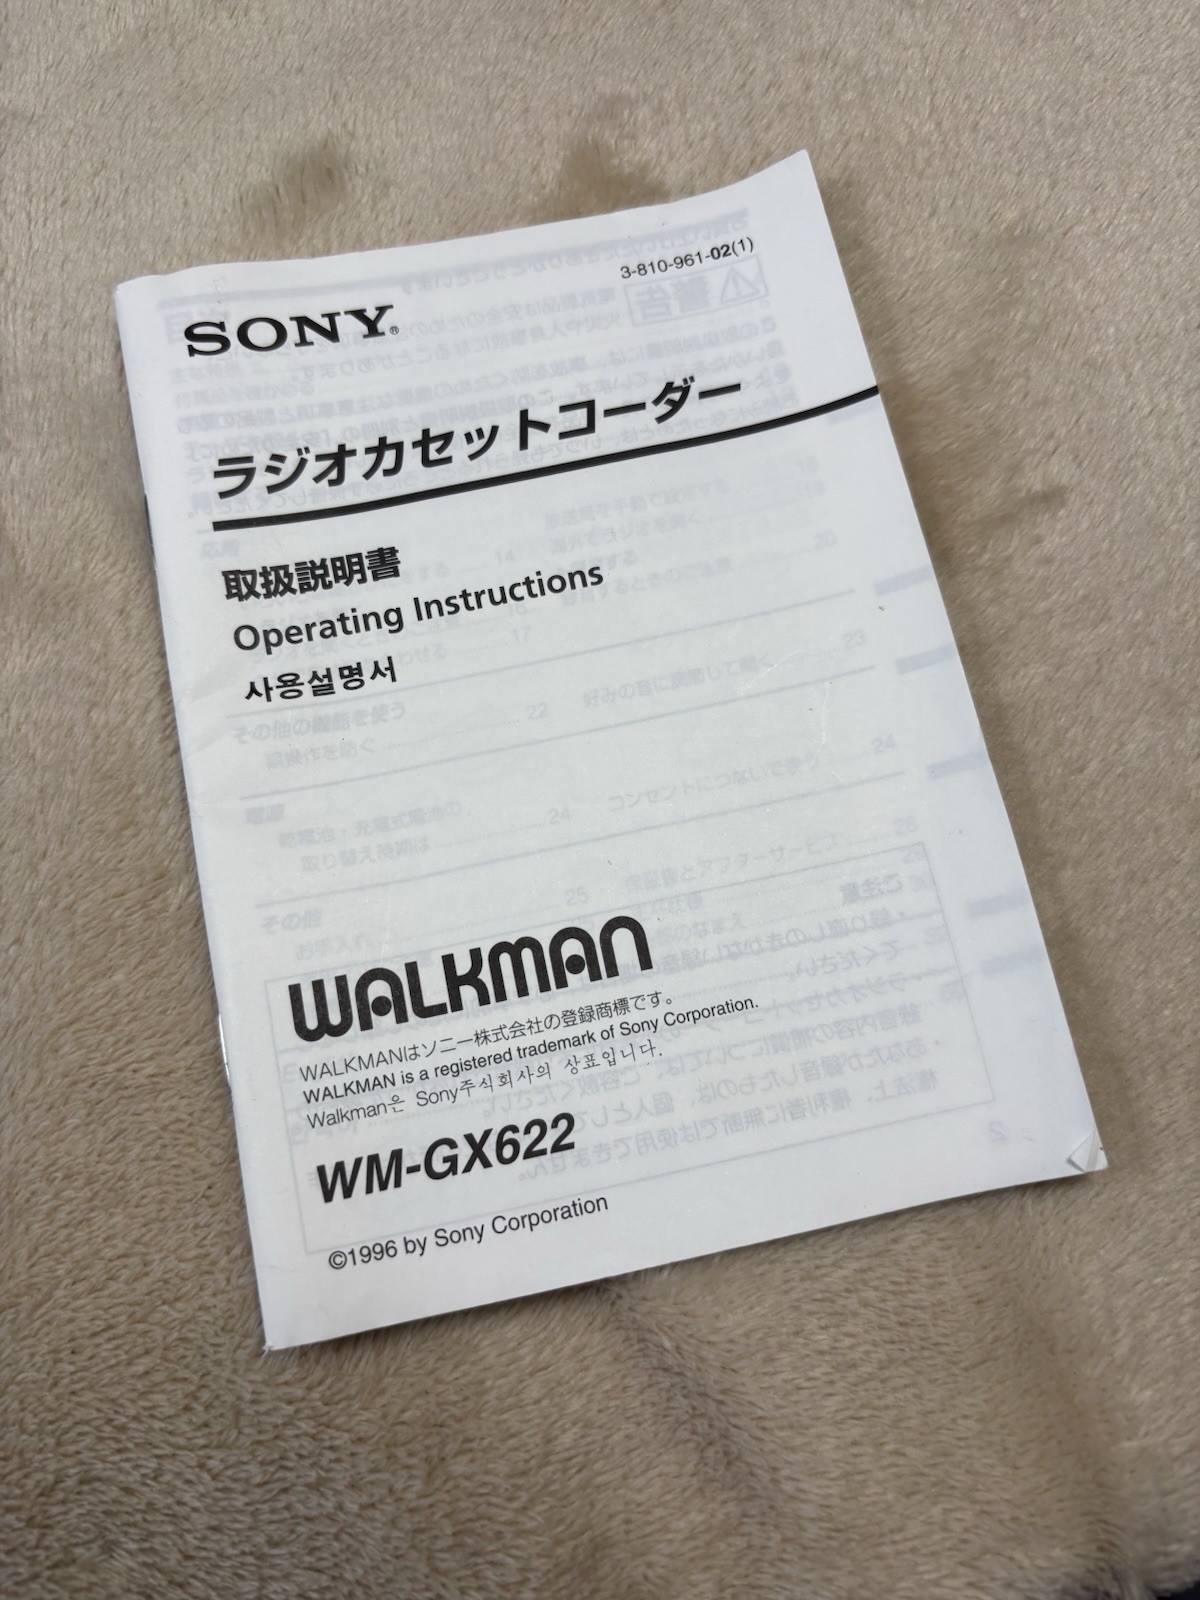 3-810-961-02(1)
SONY®
ラジオカセットコーダー
取扱説明書
Operating Instructions
사용설명서
WALKMAN
WALKMANはソニー株式会社の登録商標です。
WALKMAN is a registered trademark of Sony Corporation.
Walkman은 Sony주식회사의 상표입니다.
WM-GX622
©1996 by Sony Corporation